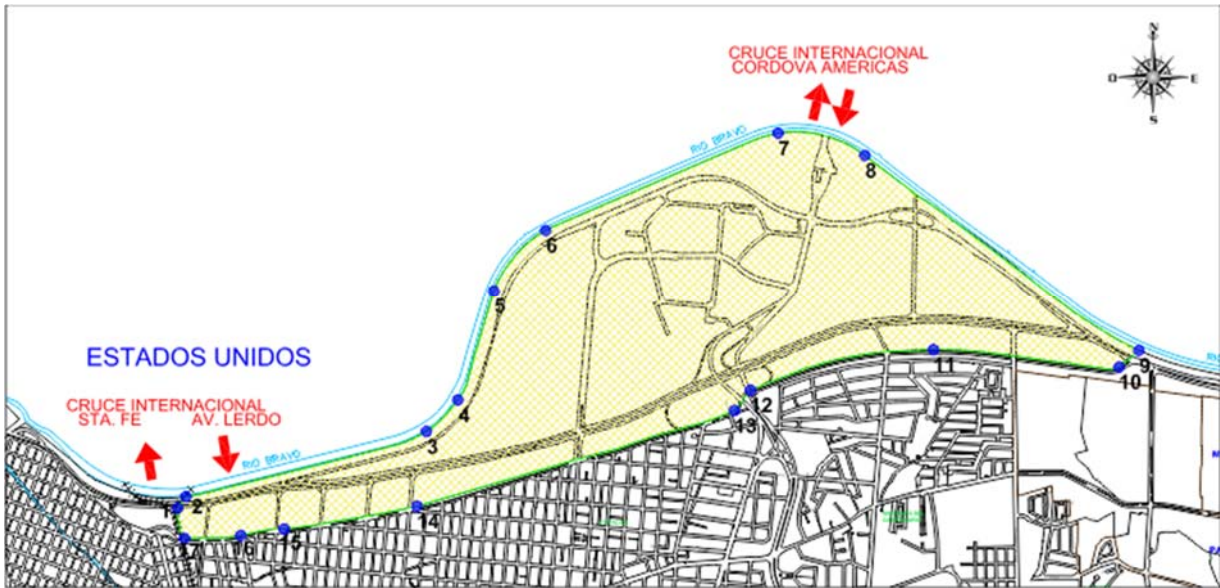 N
O E
S
CRUCE INTERNACIONAL
CORDOVA AMERICAS
RIO BRAVO
7
8
6
5
ESTADOS UNIDOS
9
10
11
12
13
4
3
CRUCE INTERNACIONAL
STA. FE AV. LERDO
RIO BRAVO
1
2
14
15
16
17